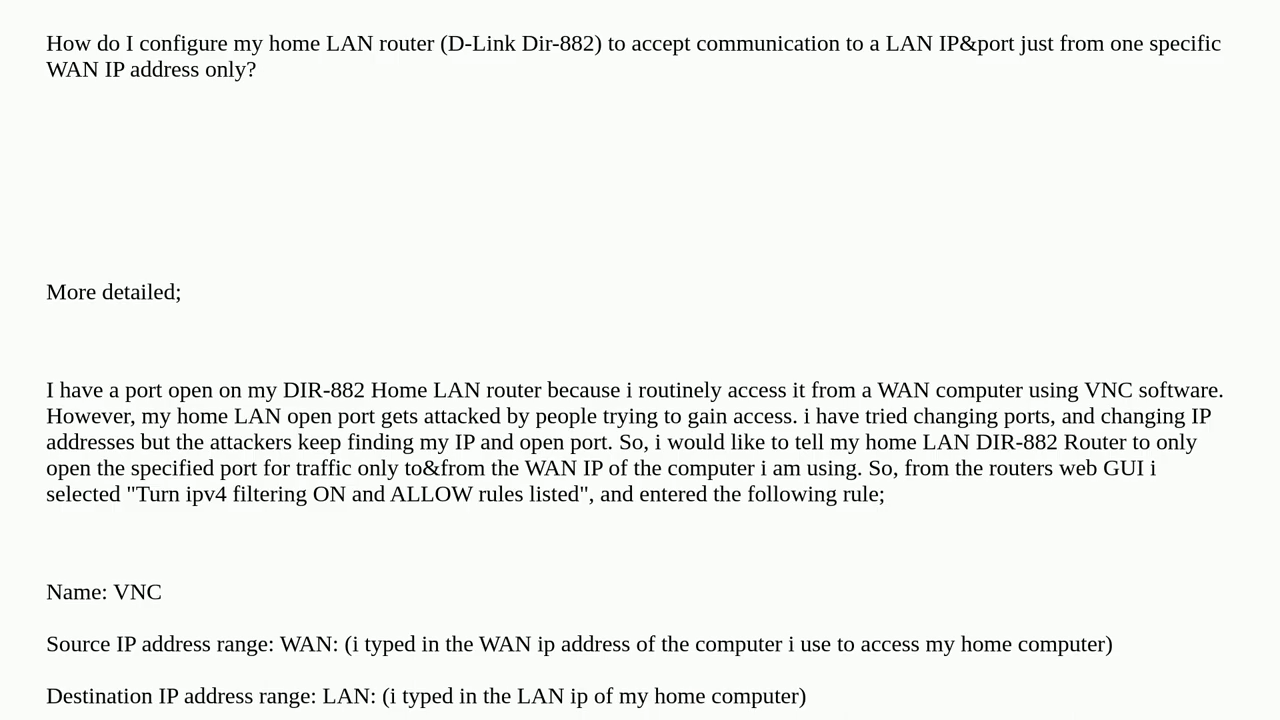 How do I configure my home LAN router (D-Link Dir-882) to accept communication to a LAN IP&port just from one specific
WAN IP address only?
More detailed;
I have a port open on my DIR-882 Home LAN router because i routinely access it from a WAN computer using VNC software.
However, my home LAN open port gets attacked by people trying to gain access. i have tried changing ports, and changing IP
addresses but the attackers keep finding my IP and open port. So, i would like to tell my home LAN DIR-882 Router to only
open the specified port for traffic only to&from the WAN IP of the computer i am using. So, from the routers web GUI i
selected "Turn ipv4 filtering ON and ALLOW rules listed", and entered the following rule;
Name: VNC
Source IP address range: WAN: (i typed in the WAN ip address of the computer i use to access my home computer)
Destination IP address range: LAN: (i typed in the LAN ip of my home computer)